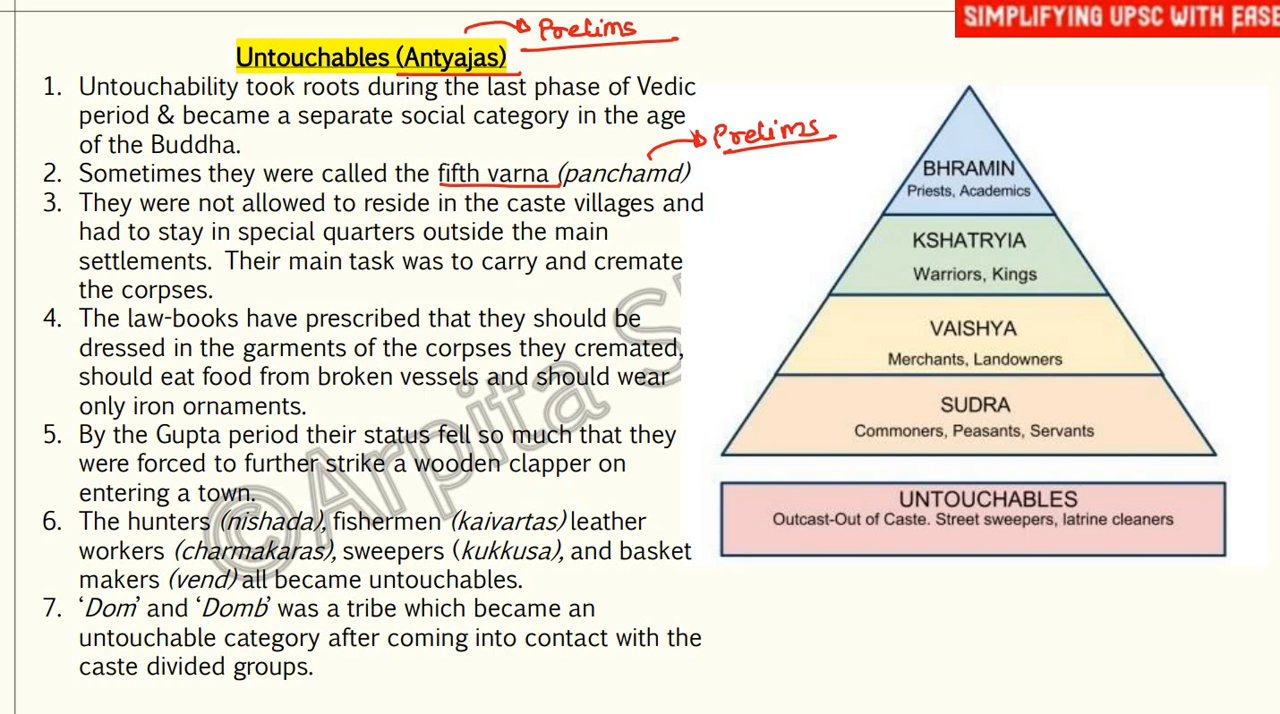 SIMPLIFYING UPSC WITH EASE
Prelims
Untouchables (Antyajas)
1. Untouchability took roots during the last phase of Vedic
period & became a separate social category in the age
of the Buddha.
Prelims
2. Sometimes they were called the fifth varna (panchamd)
3. They were not allowed to reside in the caste villages and
had to stay in special quarters outside the main
settlements. Their main task was to carry and cremate
the corpses.
4. The law-books have prescribed that they should be
dressed in the garments of the corpses they cremated,
should eat food from broken vessels and should wear
only iron ornaments.
5. By the Gupta period their status fell so much that they
were forced to further strike a wooden clapper on
entering a town.
6. The hunters (nishada), fishermen (kaivartas) leather
workers (charmakaras), sweepers (kukkusa), and basket
makers (vend) all became untouchables.
7. ‘Dom’ and ‘Domb’ was a tribe which became an
untouchable category after coming into contact with the
caste divided groups.
BHRAMIN
Priests, Academics
KSHATRYIA
Warriors, Kings
VAISHYA
Merchants, Landowners
SUDRA
Commoners, Peasants, Servants
UNTOUCHABLES
Outcast-Out of Caste. Street sweepers, latrine cleaners
©Arpita